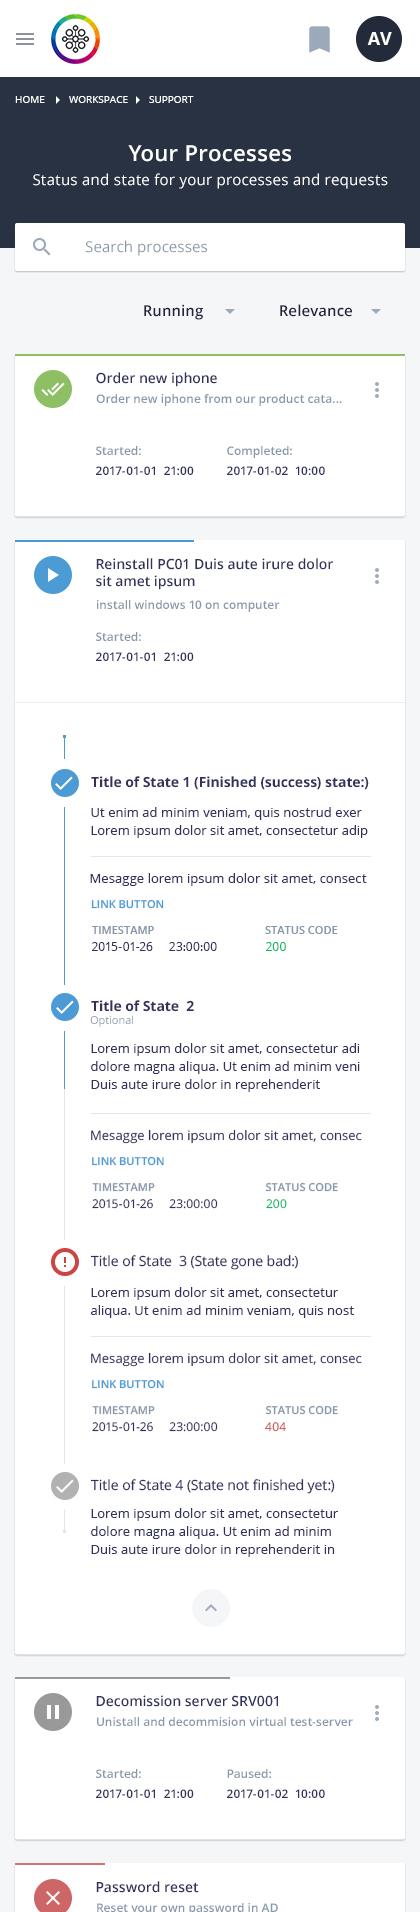 AV
HOME WORKSPACE SUPPORT
Your Processes
Status and state for your processes and requests
Search processes
Running Relevance
Order new iphone
Order new iphone from our product cata...
Started: Completed:
2017-01-01 21:00 2017-01-02 10:00
Reinstall PC01 Duis aute irure dolor
sit amet ipsum
install windows 10 on computer
Started:
2017-01-01 21:00
Title of State 1 (Finished (success) state:)
Ut enim ad minim veniam, quis nostrud exer
Lorem ipsum dolor sit amet, consectetur adip
Mesagge lorem ipsum dolor sit amet, consect
LINK BUTTON
TIMESTAMP STATUS CODE
2015-01-26 23:00:00 200
Title of State 2
Optional
Lorem ipsum dolor sit amet, consectetur adi
dolore magna aliqua. Ut enim ad minim veni
Duis aute irure dolor in reprehenderit
Mesagge lorem ipsum dolor sit amet, consec
LINK BUTTON
TIMESTAMP STATUS CODE
2015-01-26 23:00:00 200
Title of State 3 (State gone bad:)
Lorem ipsum dolor sit amet, consectetur
aliqua. Ut enim ad minim veniam, quis nost
Mesagge lorem ipsum dolor sit amet, consec
LINK BUTTON
TIMESTAMP STATUS CODE
2015-01-26 23:00:00 404
Title of State 4 (State not finished yet:)
Lorem ipsum dolor sit amet, consectetur
dolore magna aliqua. Ut enim ad minim
Duis aute irure dolor in reprehenderit in
Decomission server SRV001
Unistall and decommision virtual test-server
Started: Paused:
2017-01-01 21:00 2017-01-02 10:00
Password reset
Reset your own password in AD